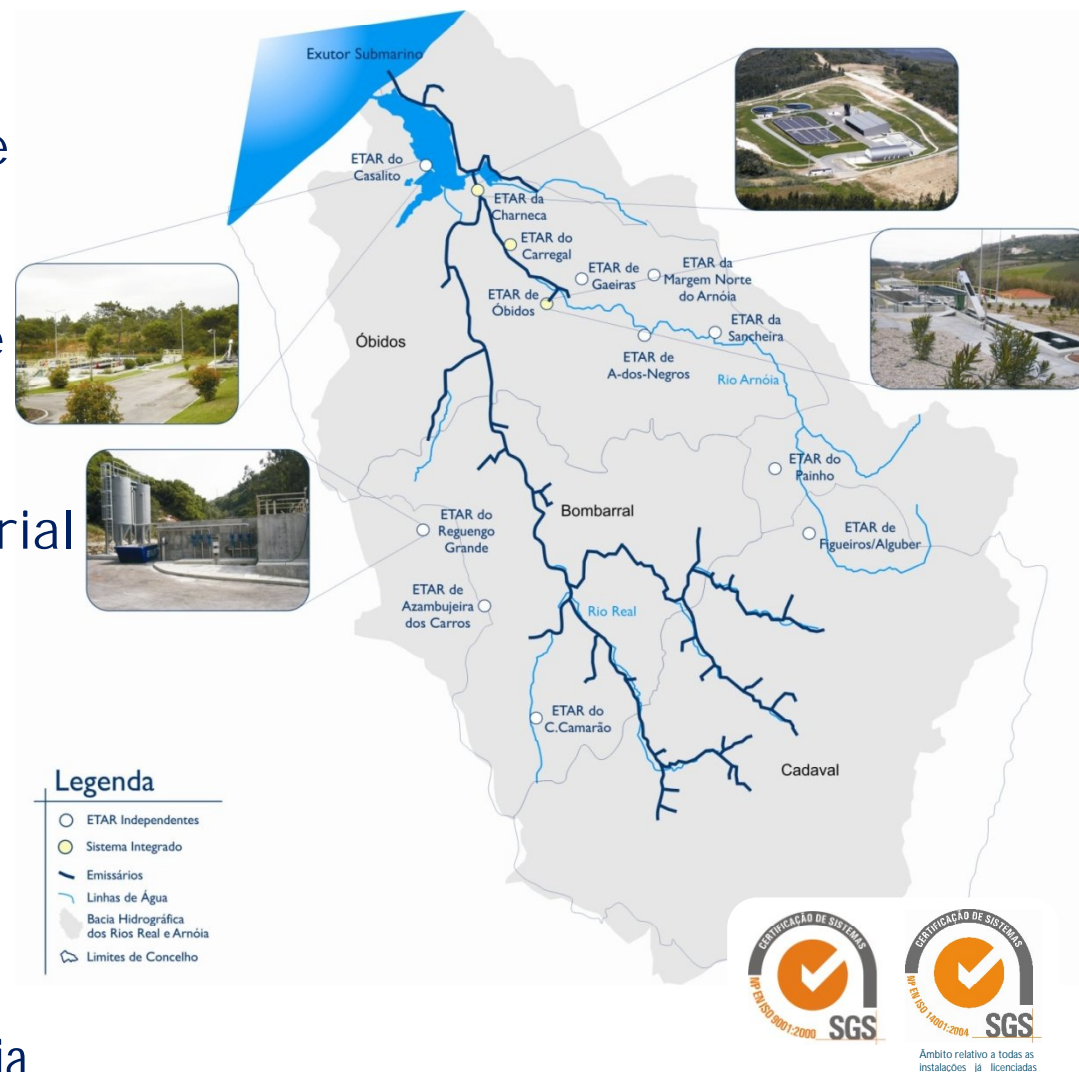 Exutor Submarino
e
ETAR do
Casalito
ETAR da
Charneca
ETAR do
Carregal
ETAR de
Gaeiras
ETAR da
Margem Norte
do Arnóia
ETAR de
Óbidos
ETAR da
Sancheira
e
Óbidos
ETAR de
A-dos-Negros
Rio Arnóia
ETAR do
Painho
rial
Bombarral
ETAR do
Reguengo
Grande
ETAR de
Figueiros/Alguber
ETAR de
Azambujeira
dos Carros
Rio Real
ETAR do
C.Camarão
Cadaval
Legenda
ETAR Independentes
Sistema Integrado
Emissários
Linhas de Água
Bacia Hidrográfica
dos Rios Real e Arnóia
Limites de Concelho
CERTIFICAÇÃO DE SISTEMAS
NP EN ISO 9001:2000
SGS
CERTIFICAÇÃO DE SISTEMAS
NP EN ISO 14001:2004
SGS
ia
Âmbito relativo a todas as
instalações já licenciadas